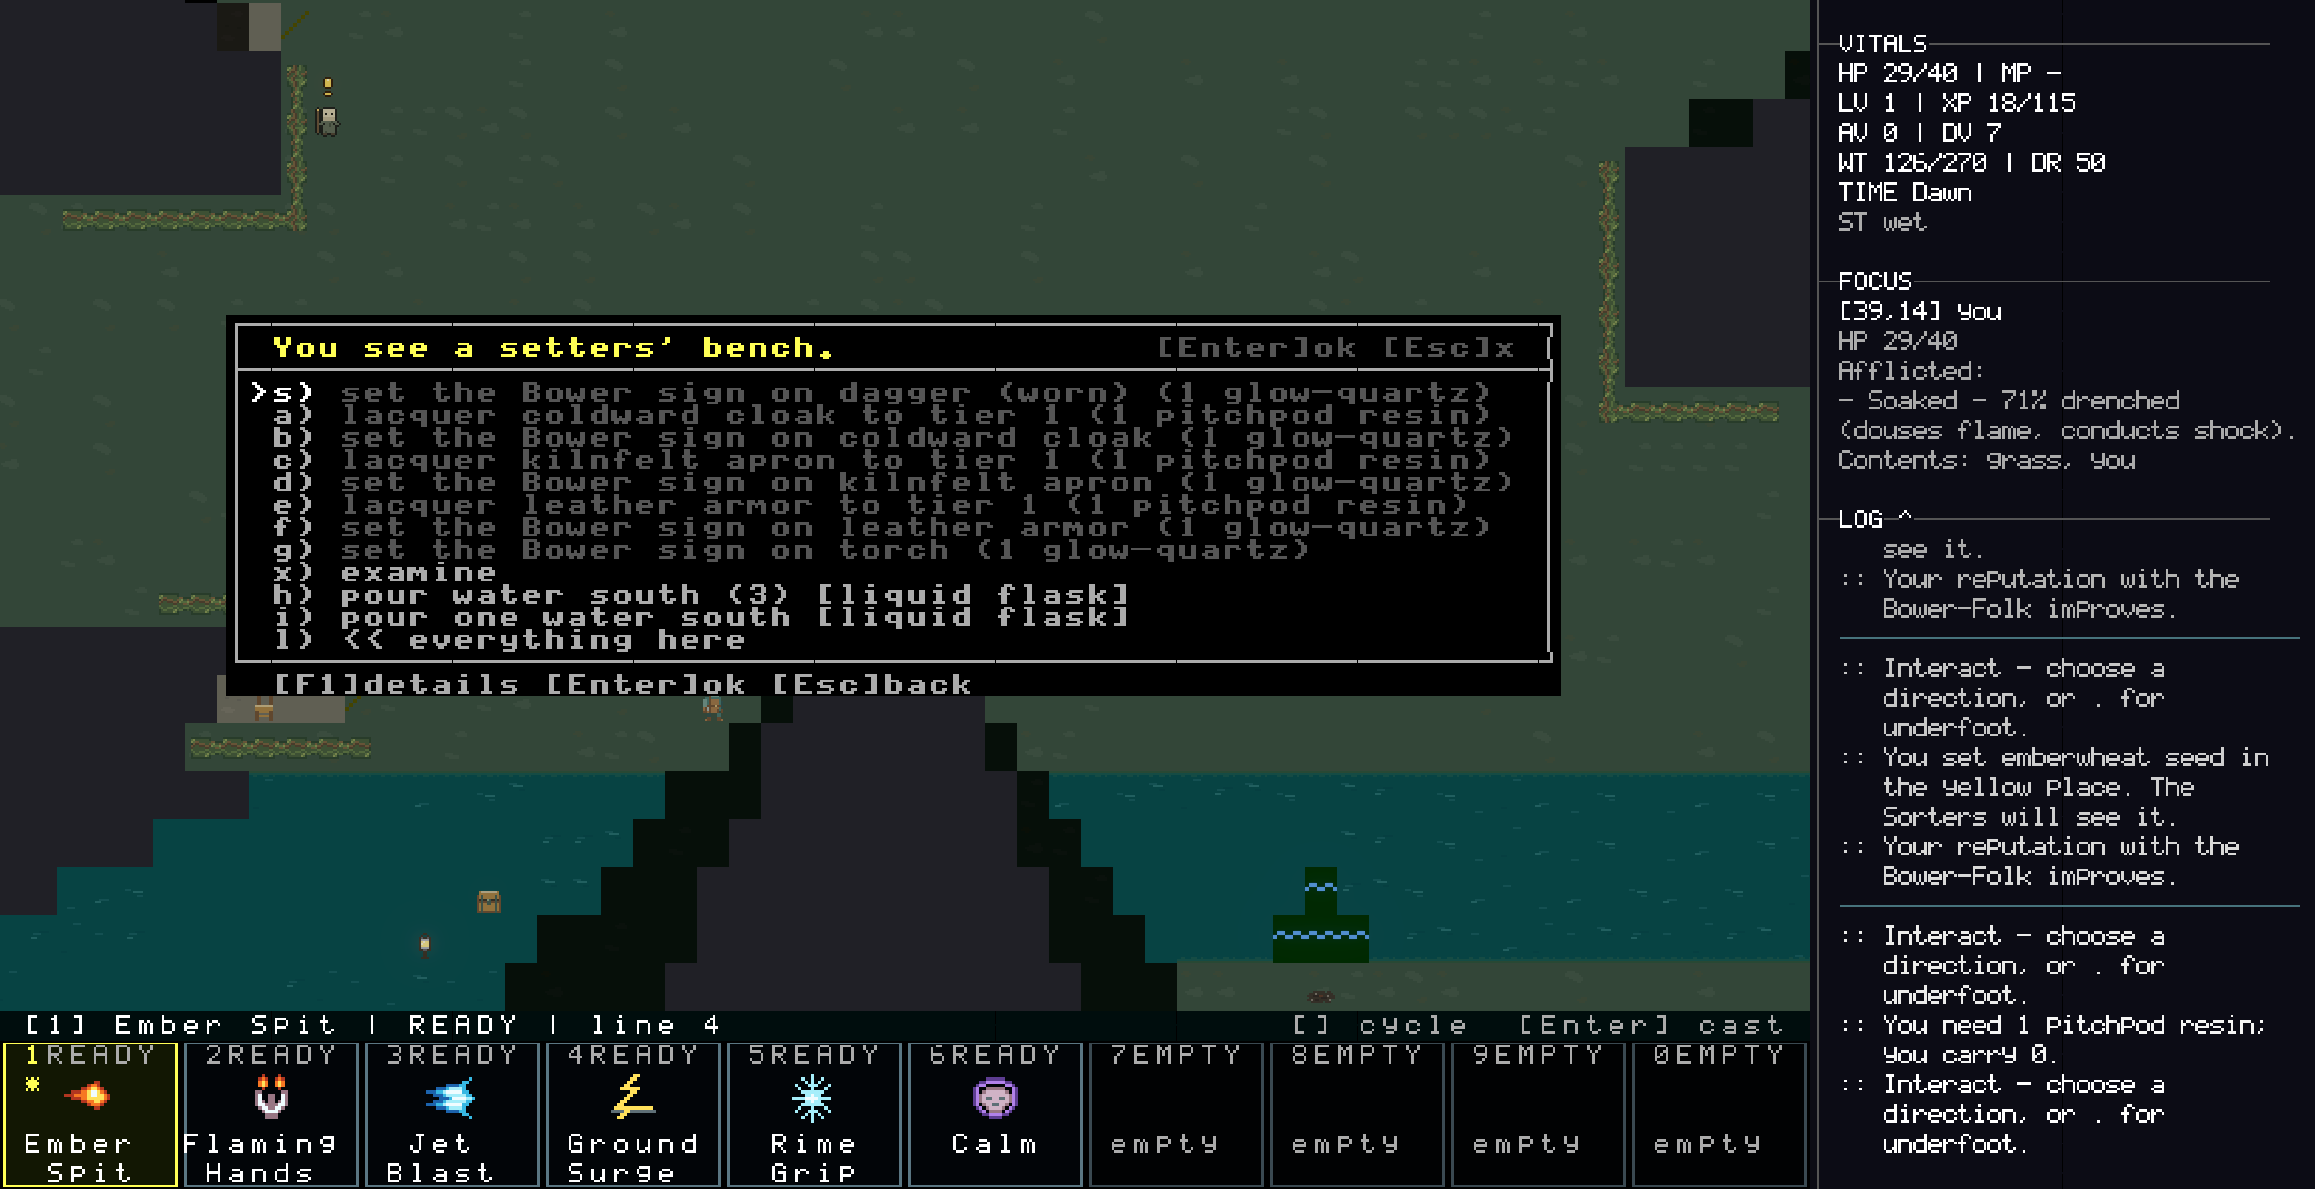 You see a setters' bench. [Enter]ok [Esc]x
>s) set the Bower sign on dagger (worn) (1 glow-quartz)
a) lacquer coldward cloak to tier 1 (1 pitchpod resin)
b) set the Bower sign on coldward cloak (1 glow-quartz)
c) lacquer kilnfelt apron to tier 1 (1 pitchpod resin)
d) set the Bower sign on kilnfelt apron (1 glow-quartz)
e) lacquer leather armor to tier 1 (1 pitchpod resin)
f) set the Bower sign on leather armor (1 glow-quartz)
g) set the Bower sign on torch (1 glow-quartz)
x) examine
h) pour water south (3) [liquid flask]
i) pour one water south [liquid flask]
l) << everything here
[F1]details [Enter]ok [Esc]back
[1] Ember Spit | READY | line 4 [] cycle [Enter] cast
1READY 2READY 3READY 4READY 5READY 6READY 7EMPTY 8EMPTY 9EMPTY 0EMPTY
Ember Flaming Jet Ground Rime Calm empty empty empty empty
Spit Hands Blast Surge Grip
VITALS
HP 29/40 | MP -
LV 1 | XP 18/115
AV 0 | DV 7
WT 126/270 | DR 50
TIME Dawn
ST wet
FOCUS
[39,14] you
HP 29/40
Afflicted:
- Soaked - 71% drenched
(douses flame, conducts shock).
Contents: grass, you
LOG ^
see it.
:: Your reputation with the
Bower-Folk improves.
:: Interact - choose a
direction, or . for
underfoot.
:: You set emberwheat seed in
the yellow place. The
Sorters will see it.
:: Your reputation with the
Bower-Folk improves.
:: Interact - choose a
direction, or . for
underfoot.
:: You need 1 pitchpod resin;
you carry 0.
:: Interact - choose a
direction, or . for
underfoot.